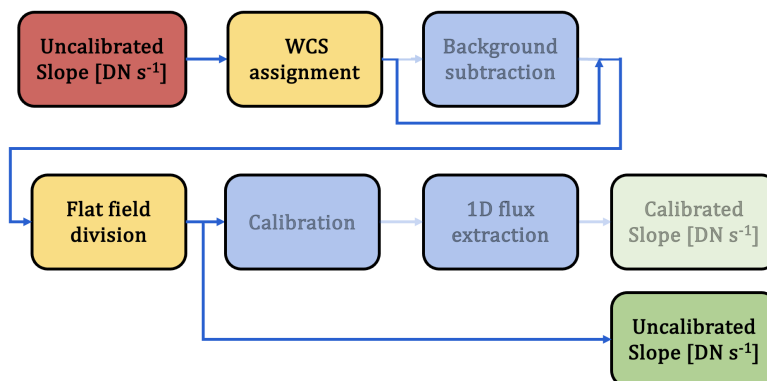 Uncalibrated
Slope [DN s⁻¹]
WCS
assignment
Background
subtraction
Flat field
division
Calibration
1D flux
extraction
Calibrated
Slope [DN s⁻¹]
Uncalibrated
Slope [DN s⁻¹]